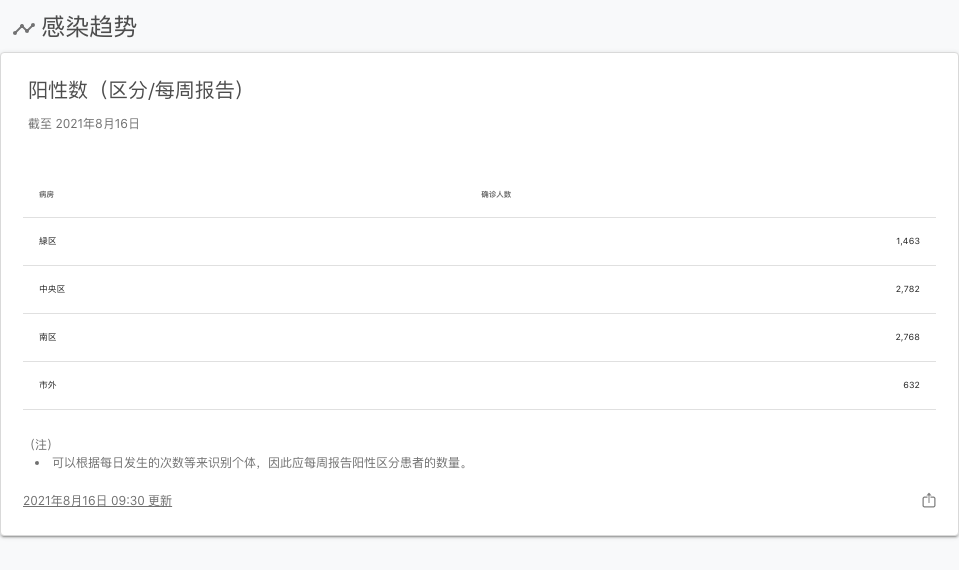 感染趋势
阳性数（区分/每周报告）
截至 2021年8月16日
病房 确诊人数
緑区 1,463
中央区 2,782
南区 2,768
市外 632
（注）
• 可以根据每日发生的次数等来识别个体，因此应每周报告阳性区分患者的数量。
2021年8月16日 09:30 更新